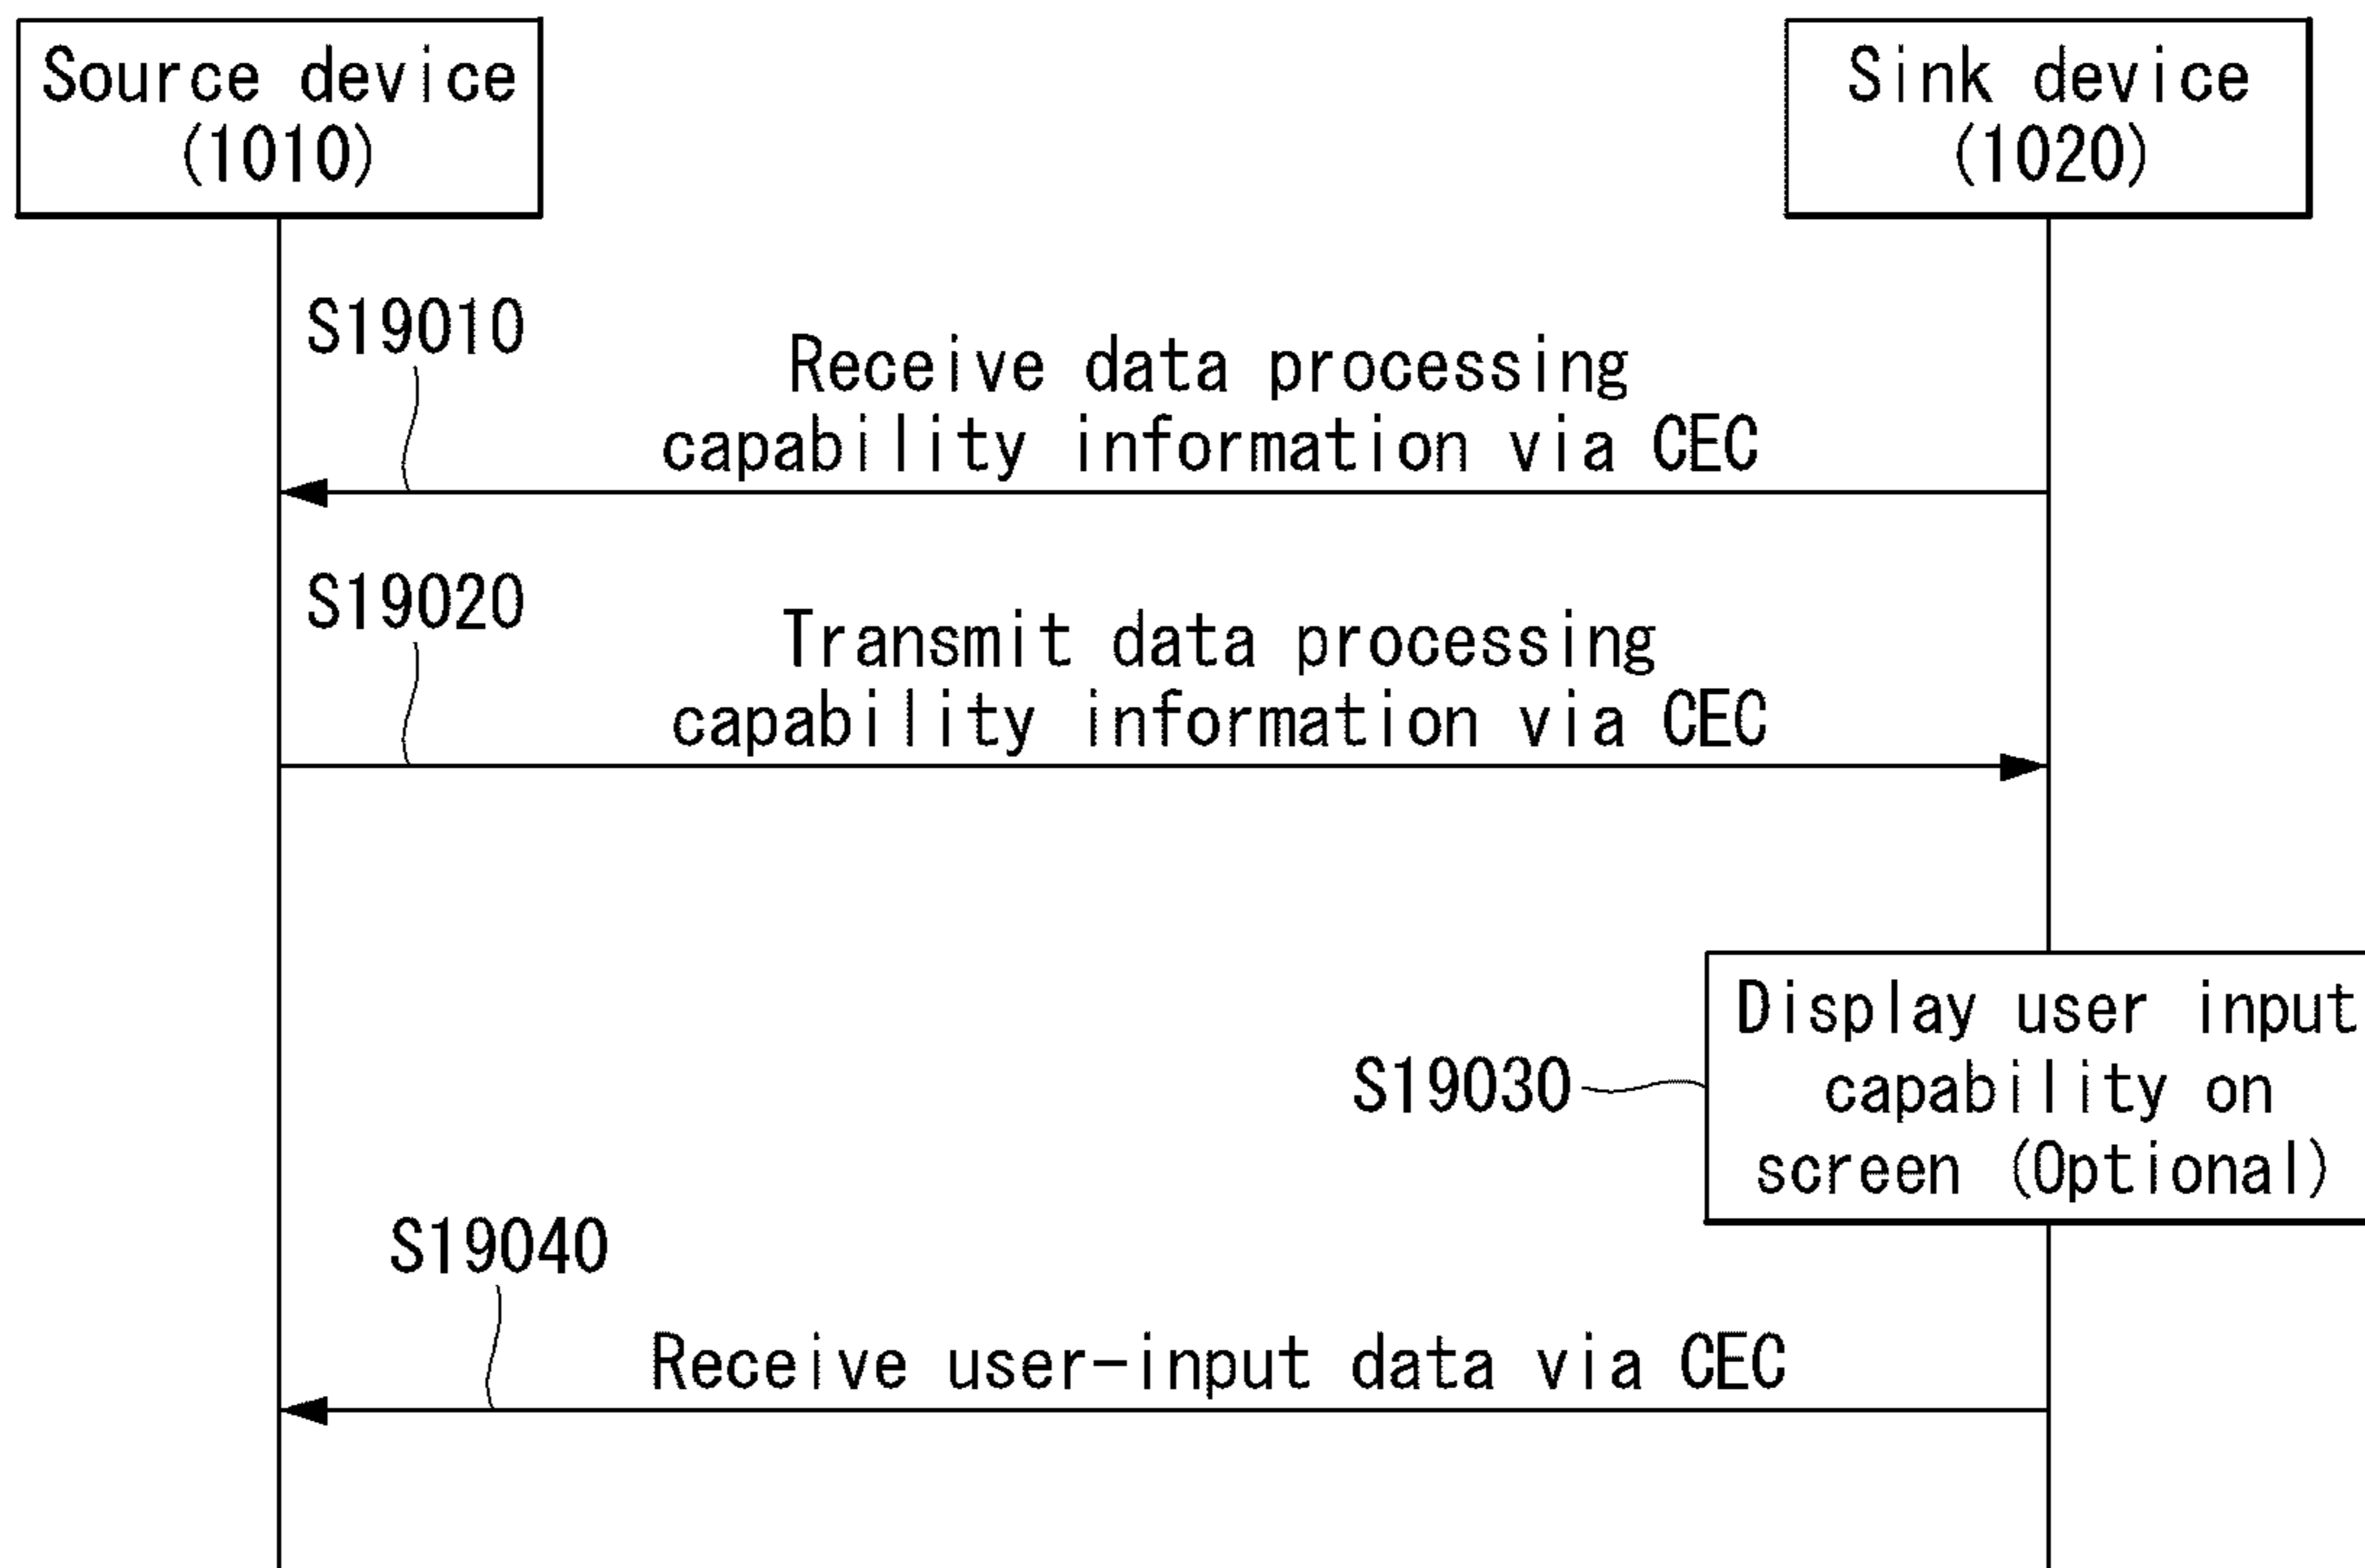 Source device
(1010)
Sink device
(1020)
S19010
Receive data processing
capability information via CEC
S19020
Transmit data processing
capability information via CEC
Display user input
capability on
screen (Optional)
S19030
S19040
Receive user-input data via CEC